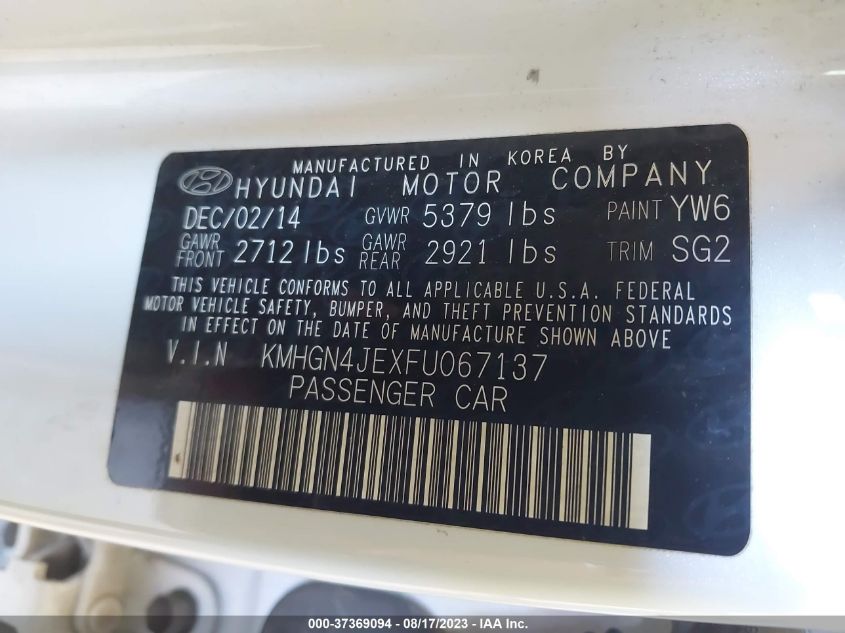 MANUFACTURED IN KOREA BY
HYUNDAI MOTOR COMPANY
DEC/02/14 GVWR 5379 lbs PAINT YW6
GAWR FRONT 2712 lbs GAWR REAR 2921 lbs TRIM SG2
THIS VEHICLE CONFORMS TO ALL APPLICABLE U.S.A. FEDERAL
MOTOR VEHICLE SAFETY, BUMPER, AND THEFT PREVENTION STANDARDS
IN EFFECT ON THE DATE OF MANUFACTURE SHOWN ABOVE
V.I.N KMHGN4JEXFU067137
PASSENGER CAR
000-37369094 - 08/17/2023 - IAA Inc.